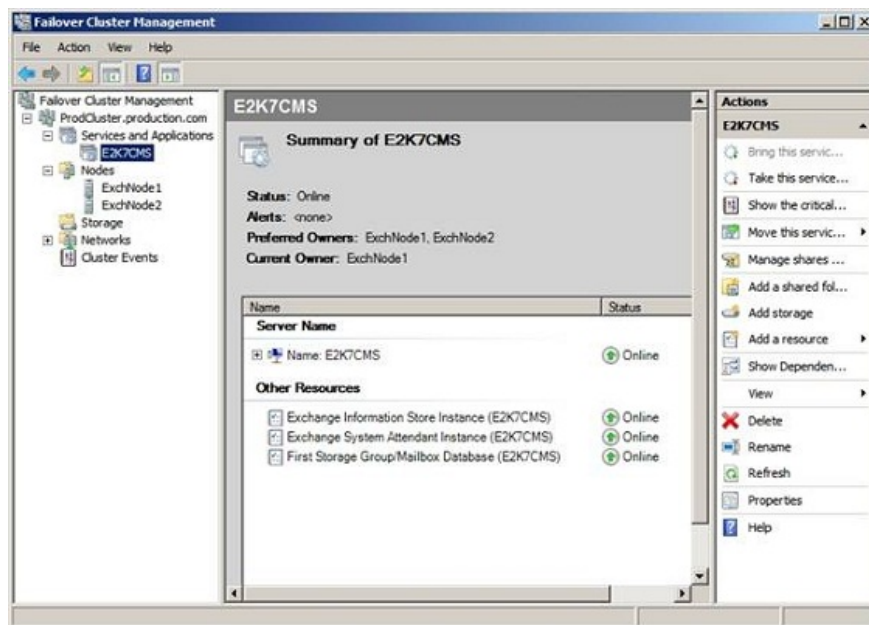 Failover Cluster Management
File Action View Help
Failover Cluster Management
ProdCluster.production.com
Services and Applications
E2K7CMS
Nodes
ExchNode1
ExchNode2
Storage
Networks
Cluster Events
E2K7CMS
Summary of E2K7CMS
Status: Online
Alerts: <none>
Preferred Owners: ExchNode1, ExchNode2
Current Owner: ExchNode1
Name Status
Server Name
Name: E2K7CMS Online
Other Resources
Exchange Information Store Instance (E2K7CMS) Online
Exchange System Attendant Instance (E2K7CMS) Online
First Storage Group/Mailbox Database (E2K7CMS) Online
Actions
E2K7CMS
Bring this servic...
Take this service...
Show the critical...
Move this servic...
Manage shares ...
Add a shared fol...
Add storage
Add a resource
Show Dependen...
View
Delete
Rename
Refresh
Properties
Help